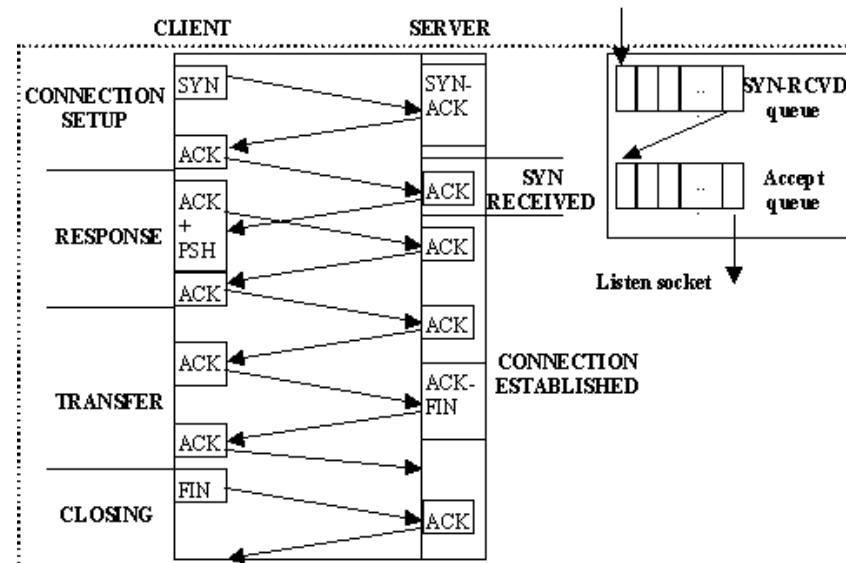 CLIENT
SERVER
CONNECTION
SETUP
SYN
SYN-
ACK
ACK
SYN-RCVD
queue
..
Accept
queue
..
Listen socket
RESPONSE
ACK
+
PSH
ACK
SYN
RECEIVED
ACK
ACK
TRANSFER
ACK
ACK
ACK-
FIN
ACK
CONNECTION
ESTABLISHED
CLOSING
FIN
ACK